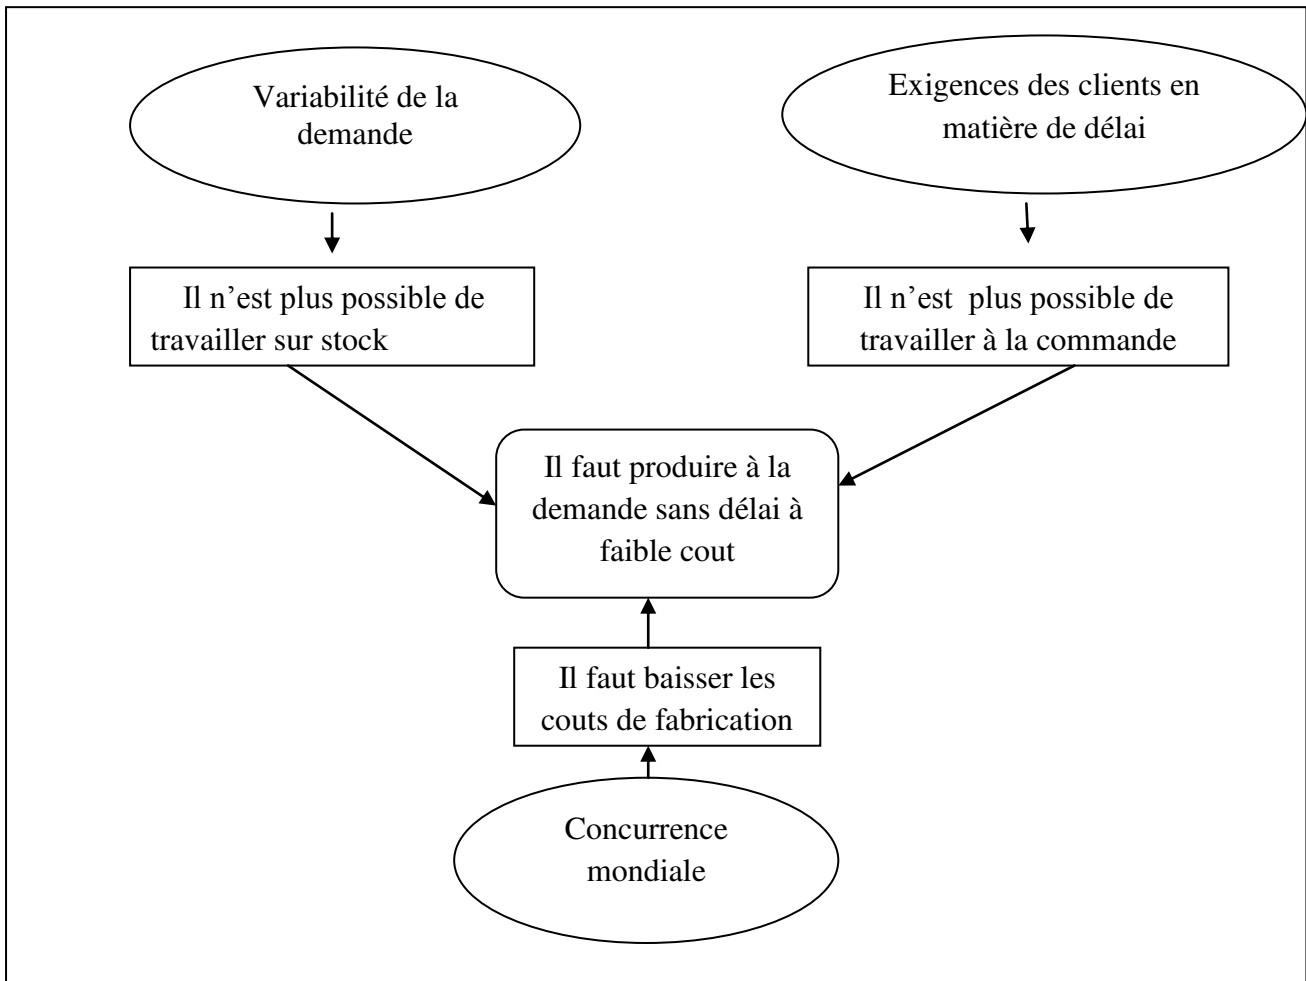 Variabilité de la
demande
Exigences des clients en
matière de délai
Il n’est plus possible de
travailler sur stock
Il n’est  plus possible de
travailler à la commande
Il faut produire à la
demande sans délai à
faible cout
Il faut baisser les
couts de fabrication
Concurrence
mondiale